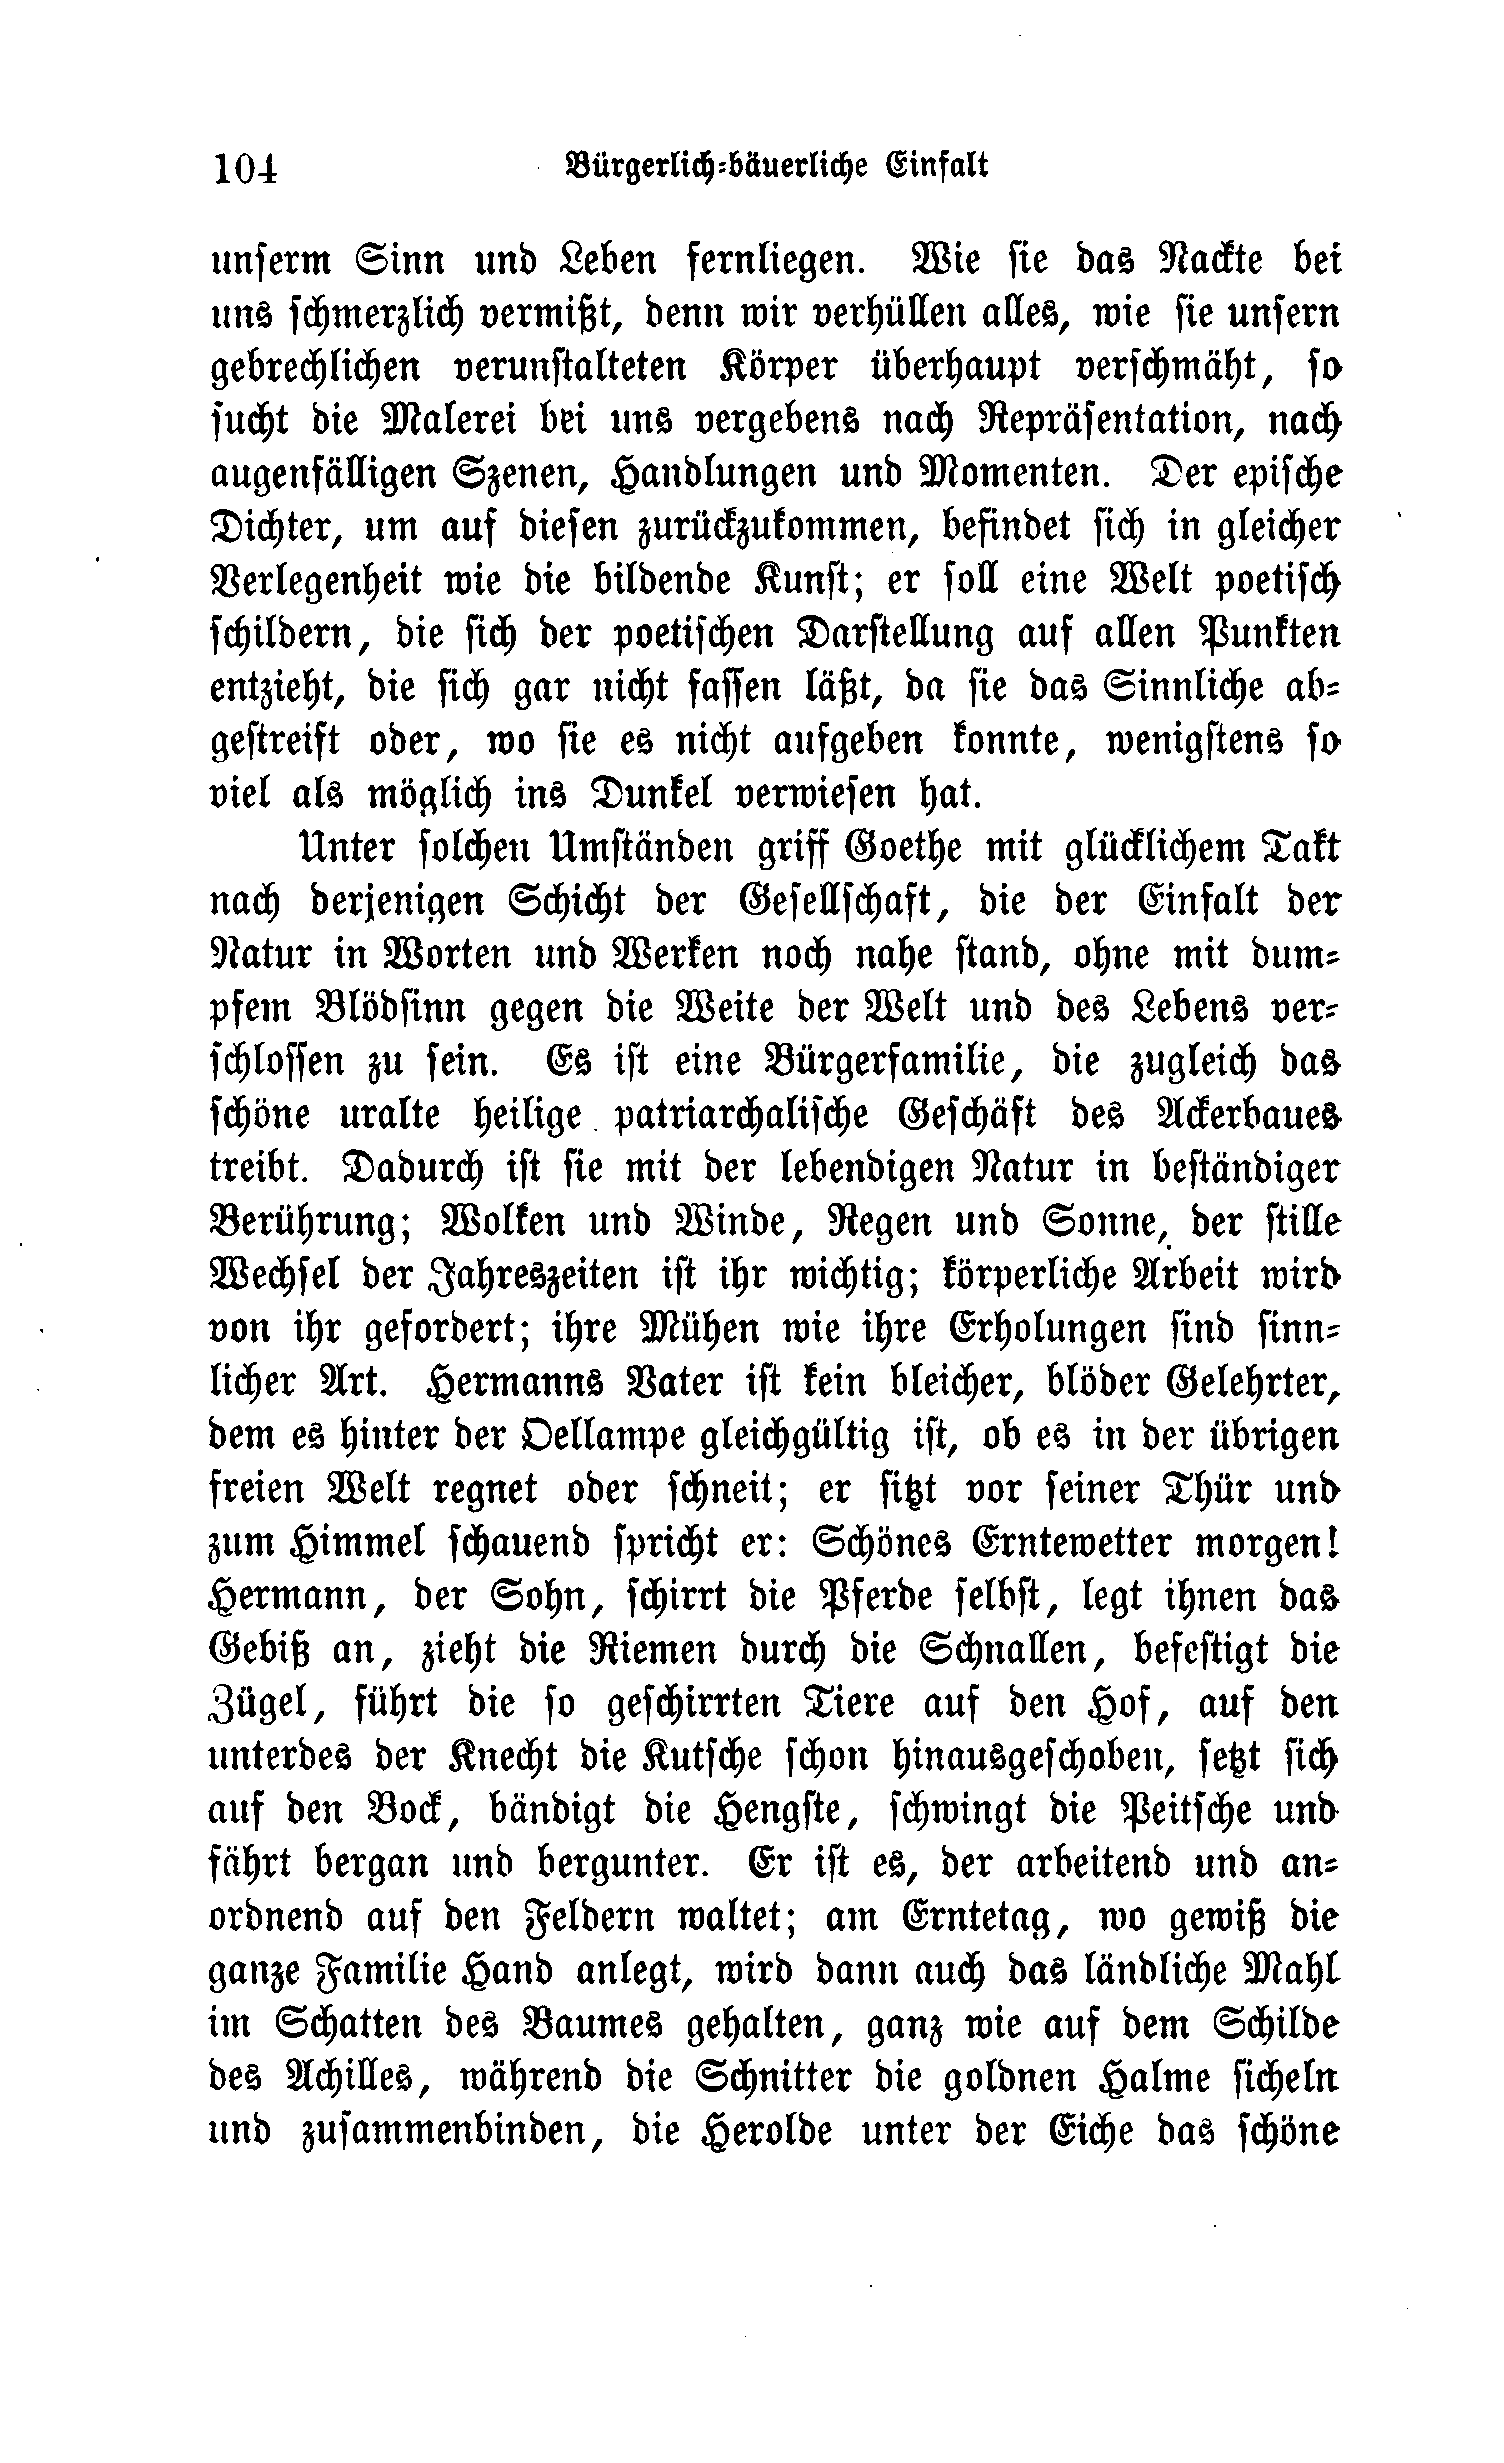 104 Bürgerlich-bäuerliche Einfalt
unſerm Sinn und Leben fernliegen. Wie ſie das Nackte bei
uns ſchmerzlich vermißt, denn wir verhüllen alles, wie ſie unſern
gebrechlichen verunſtalteten Körper überhaupt verſchmäht, ſo
ſucht die Malerei bei uns vergebens nach Repräſentation, nach
augenfälligen Szenen, Handlungen und Momenten. Der epiſche
Dichter, um auf dieſen zurückzukommen, befindet ſich in gleicher
Verlegenheit wie die bildende Kunſt; er ſoll eine Welt poetiſch
ſchildern, die ſich der poetiſchen Darſtellung auf allen Punkten
entzieht, die ſich gar nicht faſſen läßt, da ſie das Sinnliche ab-
geſtreift oder, wo ſie es nicht aufgeben konnte, wenigſtens ſo
viel als möglich ins Dunkel verwieſen hat.
Unter ſolchen Umſtänden griff Goethe mit glücklichem Takt
nach derjenigen Schicht der Geſellſchaft, die der Einfalt der
Natur in Worten und Werken noch nahe ſtand, ohne mit dum-
pfem Blödſinn gegen die Weite der Welt und des Lebens ver-
ſchloſſen zu ſein. Es iſt eine Bürgerfamilie, die zugleich das
ſchöne uralte heilige patriarchaliſche Geſchäft des Ackerbaues
treibt. Dadurch iſt ſie mit der lebendigen Natur in beſtändiger
Berührung; Wolken und Winde, Regen und Sonne, der ſtille
Wechſel der Jahreszeiten iſt ihr wichtig; körperliche Arbeit wird
von ihr gefordert; ihre Mühen wie ihre Erholungen ſind ſinn-
licher Art. Hermanns Vater iſt kein bleicher, blöder Gelehrter,
dem es hinter der Oellampe gleichgültig iſt, ob es in der übrigen
freien Welt regnet oder ſchneit; er ſitzt vor ſeiner Thür und
zum Himmel ſchauend ſpricht er: Schönes Erntewetter morgen!
Hermann, der Sohn, ſchirrt die Pferde ſelbſt, legt ihnen das
Gebiß an, zieht die Riemen durch die Schnallen, befeſtigt die
Zügel, führt die ſo geſchirrten Tiere auf den Hof, auf den
unterdes der Knecht die Kutſche ſchon hinausgeſchoben, ſetzt ſich
auf den Bock, bändigt die Hengſte, ſchwingt die Peitſche und
fährt bergan und bergunter. Er iſt es, der arbeitend und an-
ordnend auf den Feldern waltet; am Erntetag, wo gewiß die
ganze Familie Hand anlegt, wird dann auch das ländliche Mahl
im Schatten des Baumes gehalten, ganz wie auf dem Schilde
des Achilles, während die Schnitter die goldnen Halme ſicheln
und zuſammenbinden, die Herolde unter der Eiche das ſchöne